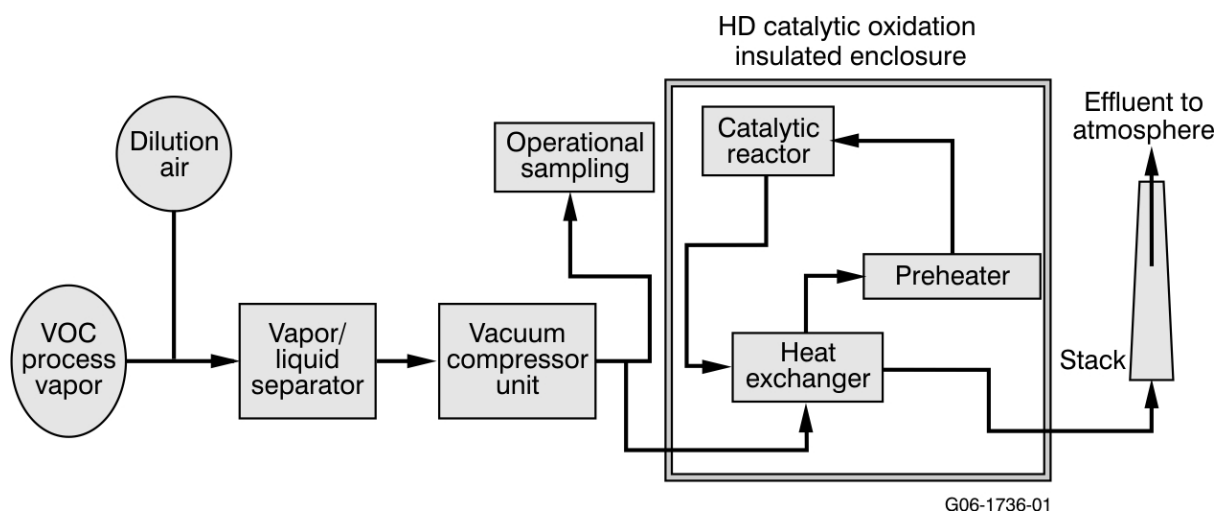 HD catalytic oxidation
insulated enclosure
Dilution
air
Operational
sampling
Catalytic
reactor
Effluent to
atmosphere
Preheater
VOC
process
vapor
Vapor/
liquid
separator
Vacuum
compressor
unit
Heat
exchanger
Stack
G06-1736-01